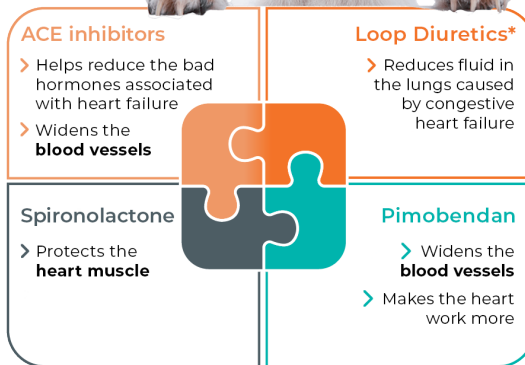 ACE inhibitors
Helps reduce the bad
hormones associated
with heart failure
Widens the
blood vessels
Loop Diuretics*
Reduces fluid in
the lungs caused
by congestive
heart failure
Spironolactone
Protects the
heart muscle
Pimobendan
Widens the
blood vessels
Makes the heart
work more